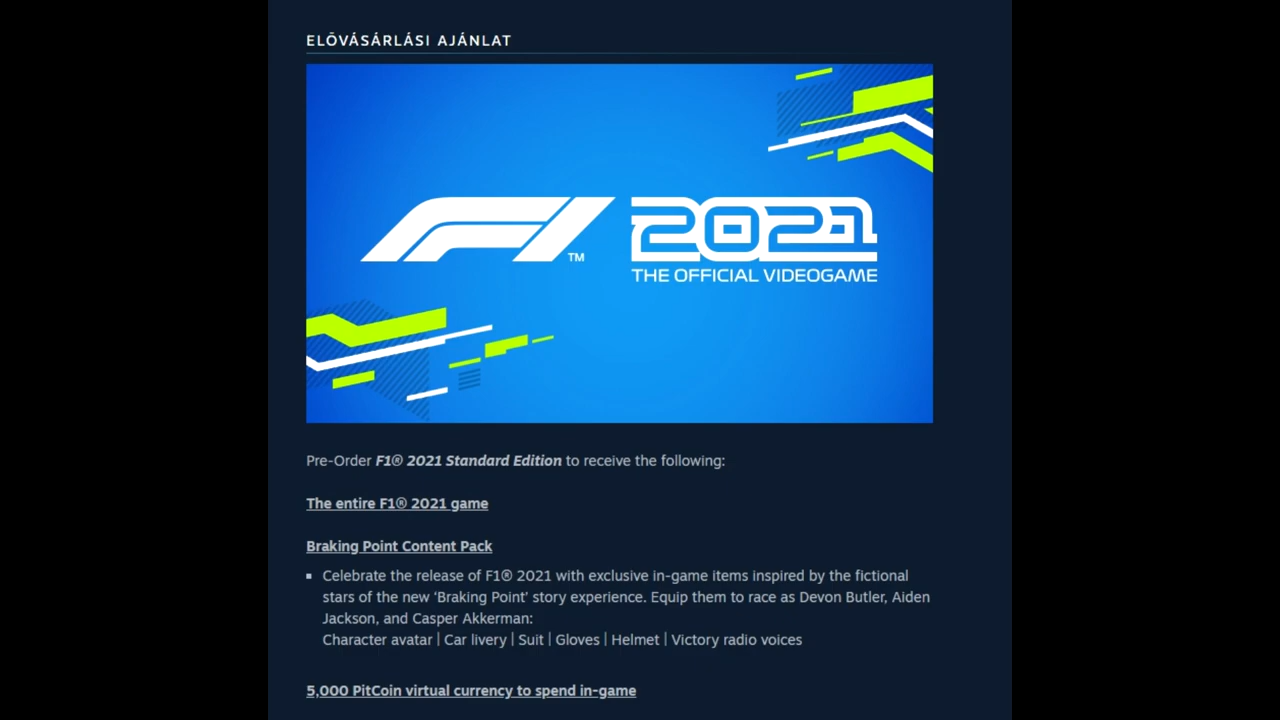 ELŐVÁSÁRLÁSI AJÁNLAT
F1 2021
TM
THE OFFICIAL VIDEOGAME
Pre-Order F1® 2021 Standard Edition to receive the following:
The entire F1® 2021 game
Braking Point Content Pack
▪ Celebrate the release of F1® 2021 with exclusive in-game items inspired by the fictional
stars of the new ‘Braking Point’ story experience. Equip them to race as Devon Butler, Aiden
Jackson, and Casper Akkerman:
Character avatar | Car livery | Suit | Gloves | Helmet | Victory radio voices
5,000 PitCoin virtual currency to spend in-game